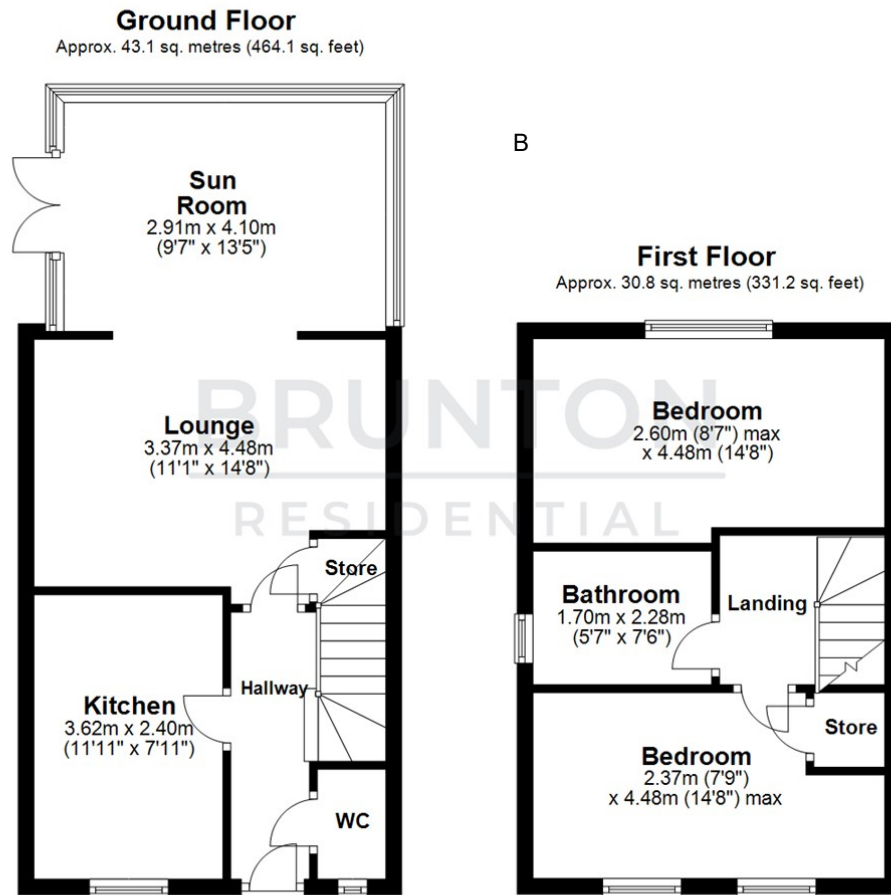 Ground Floor
Approx. 43.1 sq. metres (464.1 sq. feet)
Sun
Room
2.91m x 4.10m
(9'7" x 13'5")
Lounge
3.37m x 4.48m
(11'1" x 14'8")
Store
Hallway
Kitchen
3.62m x 2.40m
(11'11" x 7'11")
WC
B
First Floor
Approx. 30.8 sq. metres (331.2 sq. feet)
Bedroom
2.60m (8'7") max
x 4.48m (14'8")
Bathroom
1.70m x 2.28m
(5'7" x 7'6")
Landing
Store
Bedroom
2.37m (7'9")
x 4.48m (14'8") max
BRUNTON
RESIDENTIAL